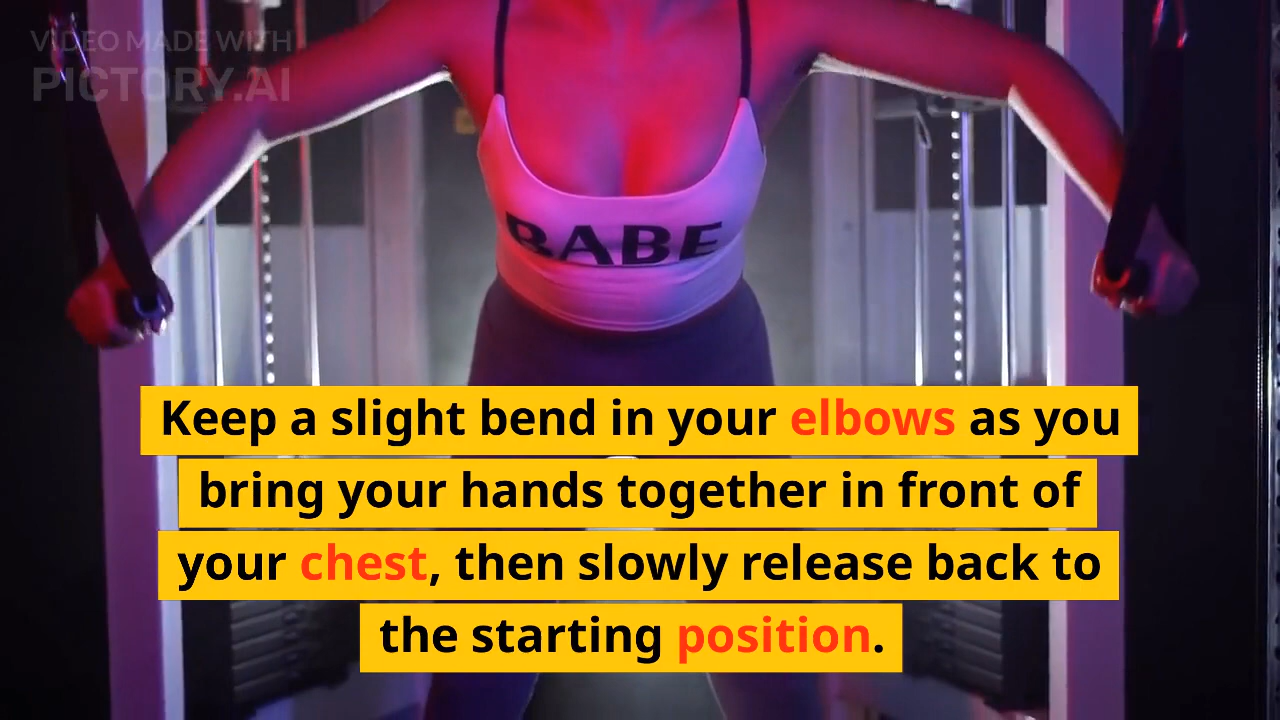 VIDEO MADE WITH
PICTORY.AI
BABE
Keep a slight bend in your elbows as you
bring your hands together in front of
your chest, then slowly release back to
the starting position.